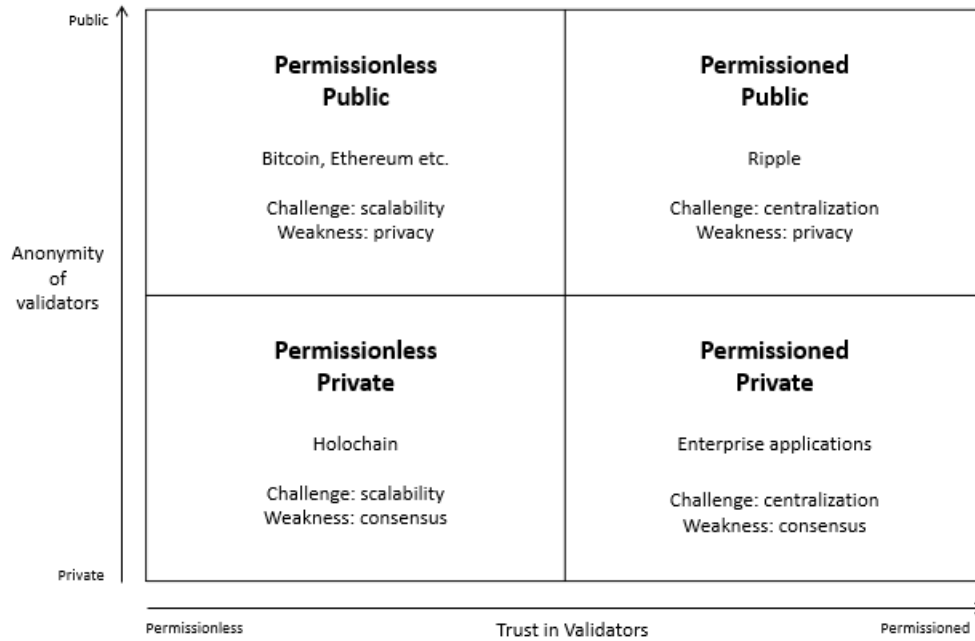 Public
Permissionless
Public
Bitcoin, Ethereum etc.
Challenge: scalability
Weakness: privacy
Permissioned
Public
Ripple
Challenge: centralization
Weakness: privacy
Anonymity
of
validators
Permissionless
Private
Holochain
Challenge: scalability
Weakness: consensus
Permissioned
Private
Enterprise applications
Challenge: centralization
Weakness: consensus
Private
Permissionless
Trust in Validators
Permissioned